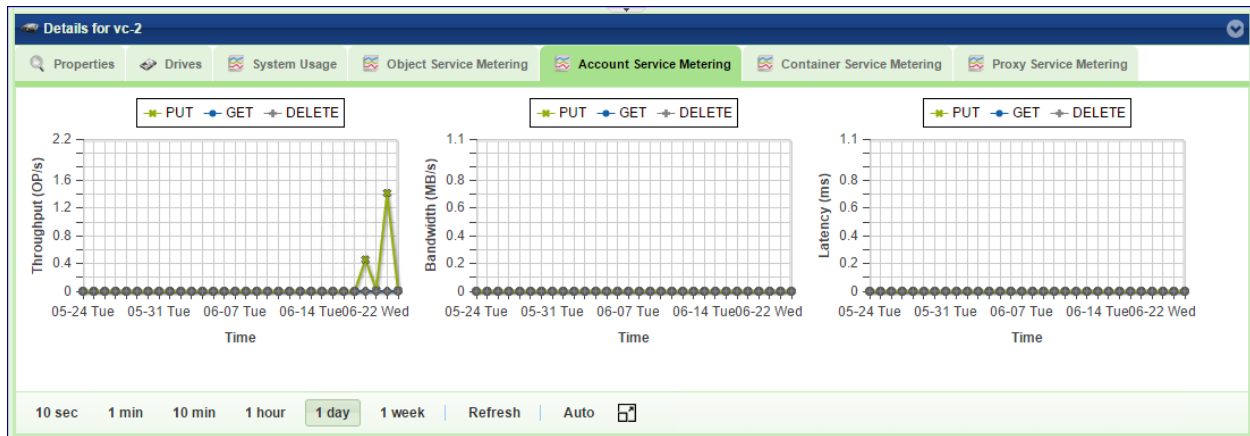 Details for vc-2
Properties Drives System Usage Object Service Metering Account Service Metering Container Service Metering Proxy Service Metering
PUT GET DELETE
Throughput (OP/s)
2.2
1.6
1.2
0.8
0.4
0
05-24 Tue 05-31 Tue 06-07 Tue 06-14 Tue 06-22 Wed
Time
PUT GET DELETE
Bandwidth (MB/s)
1.1
0.8
0.6
0.4
0.2
0
05-24 Tue 05-31 Tue 06-07 Tue 06-14 Tue 06-22 Wed
Time
PUT GET DELETE
Latency (ms)
1.1
0.8
0.6
0.4
0.2
0
05-24 Tue 05-31 Tue 06-07 Tue 06-14 Tue 06-22 Wed
Time
10 sec 1 min 10 min 1 hour 1 day 1 week Refresh Auto